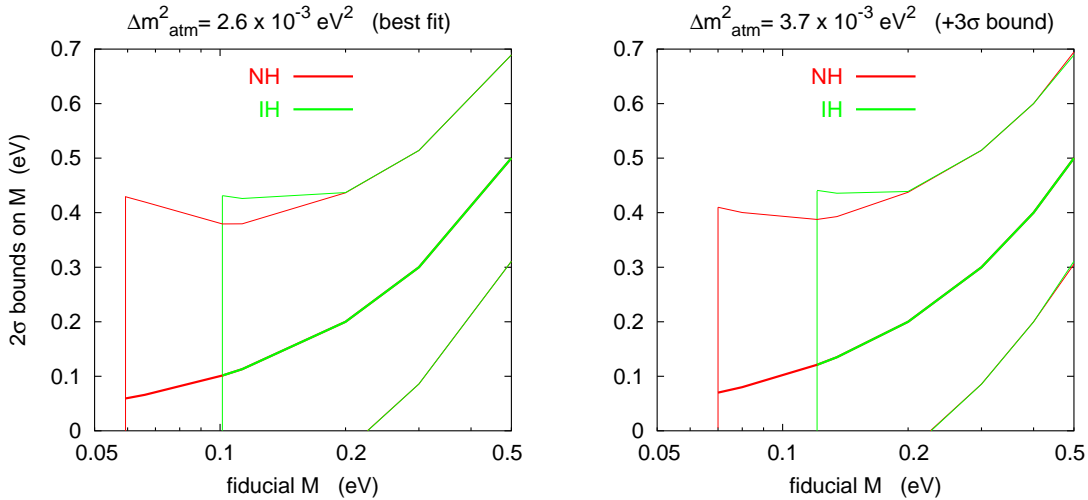 Δm²atm= 2.6 x 10⁻³ eV² (best fit)
0.7
0.6
0.5
0.4
0.3
0.2
0.1
0
2σ bounds on M (eV)
NH
IH
0.05 0.1 0.2 0.5
fiducial M (eV)
Δm²atm= 3.7 x 10⁻³ eV² (+3σ bound)
0.7
0.6
0.5
0.4
0.3
0.2
0.1
0
NH
IH
0.05 0.1 0.2 0.5
fiducial M (eV)